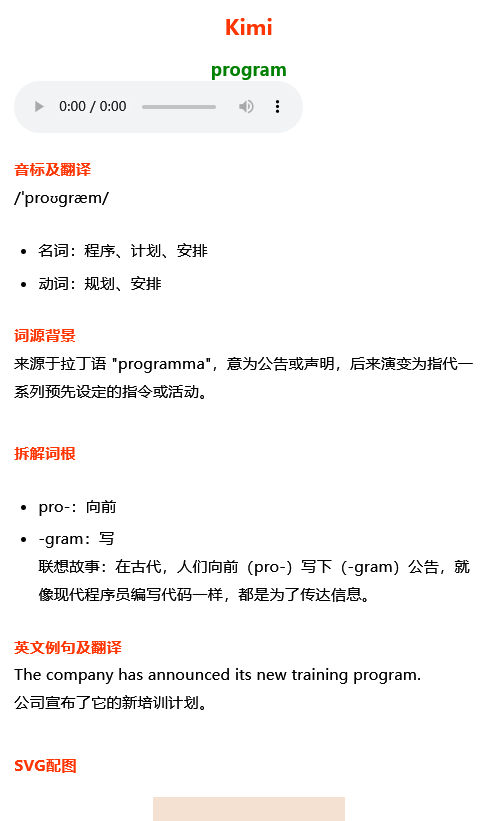 Kimi
program
0:00 / 0:00
音标及翻译
/ˈproʊɡræm/
• 名词：程序、计划、安排
• 动词：规划、安排
词源背景
来源于拉丁语 "programma"，意为公告或声明，后来演变为指代一
系列预先设定的指令或活动。
拆解词根
• pro-：向前
• -gram：写
联想故事：在古代，人们向前（pro-）写下（-gram）公告，就
像现代程序员编写代码一样，都是为了传达信息。
英文例句及翻译
The company has announced its new training program.
公司宣布了它的新培训计划。
SVG配图